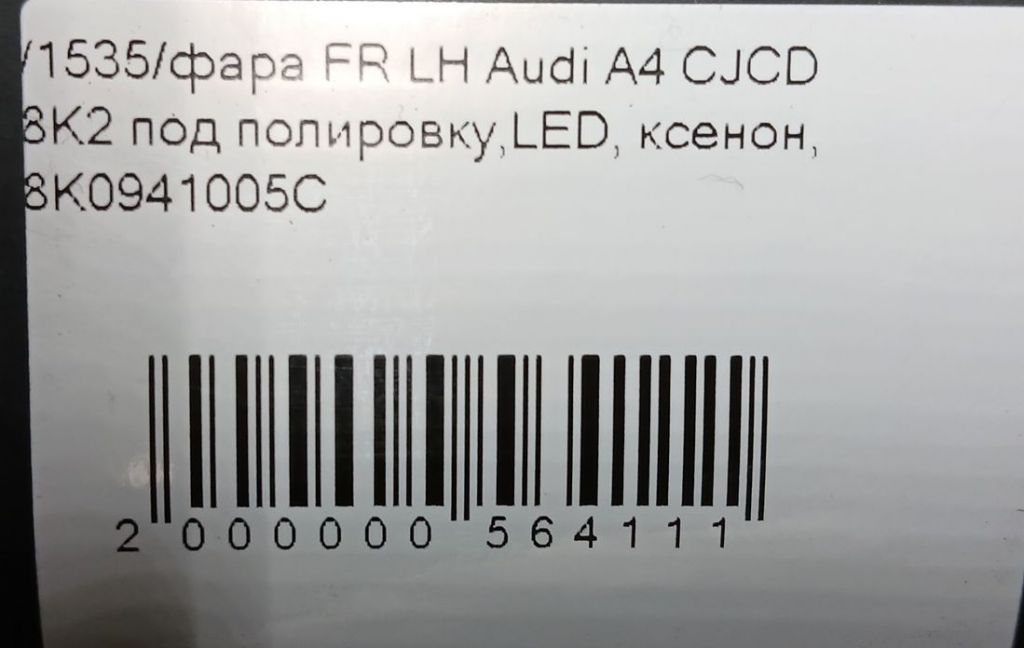 /1535/фара FR LH Audi A4 CJCD
8K2 под полировку,LED, ксенон,
8K0941005C
2 000000 564111